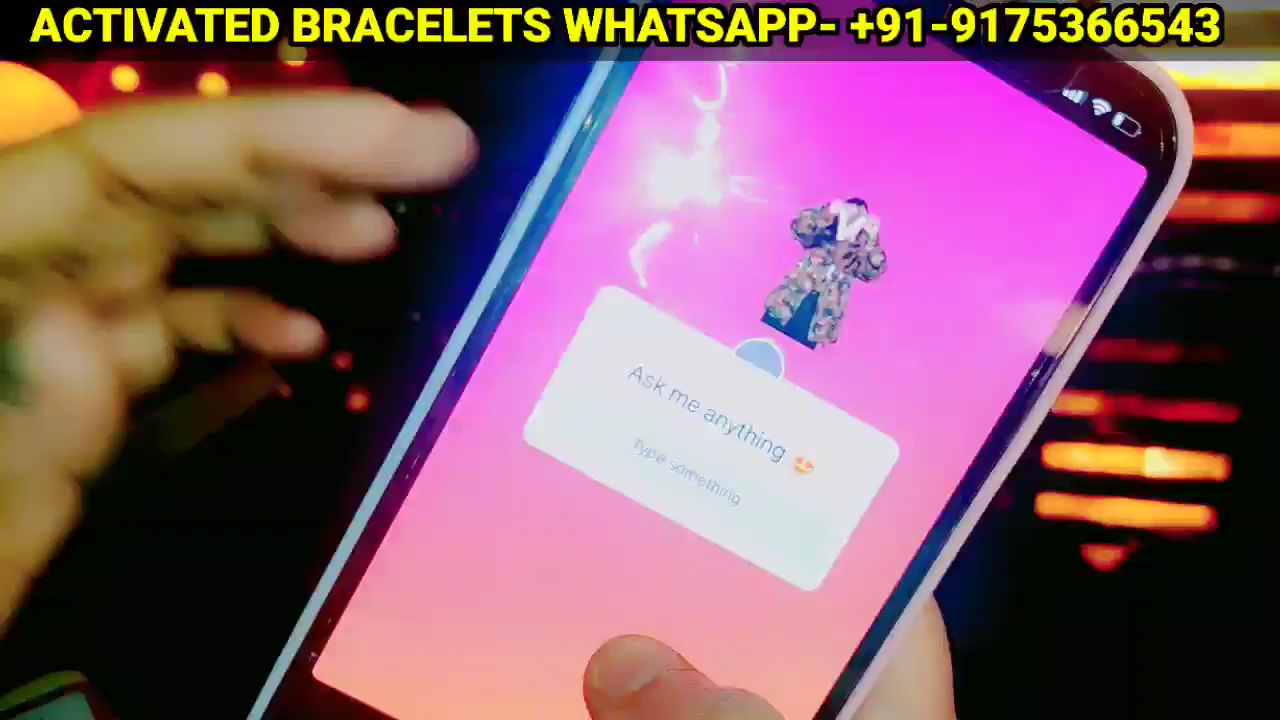 ACTIVATED BRACELETS WHATSAPP- +91-9175366543
Ask me anything 😍
Type something